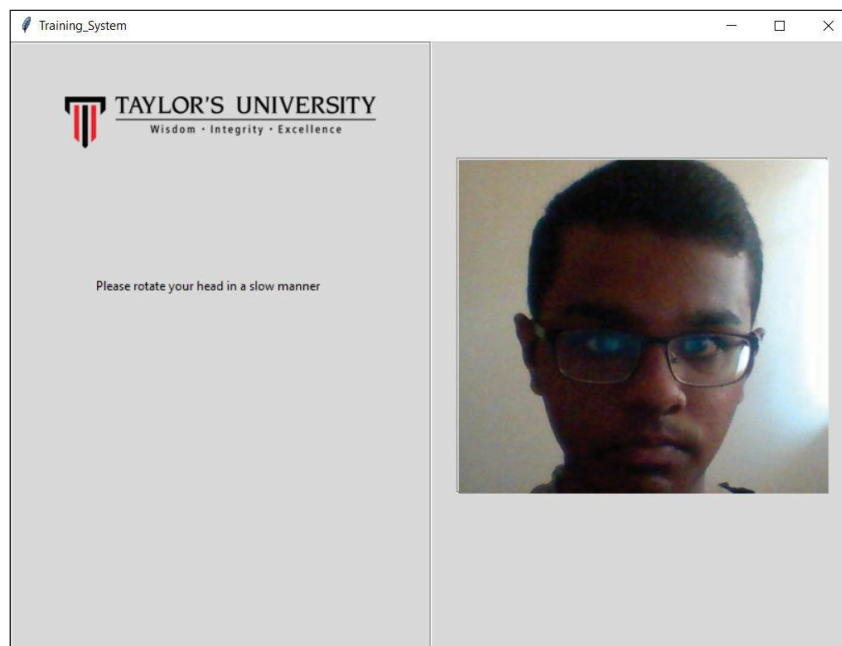 Training_System
TAYLOR'S UNIVERSITY
Wisdom · Integrity · Excellence
Please rotate your head in a slow manner